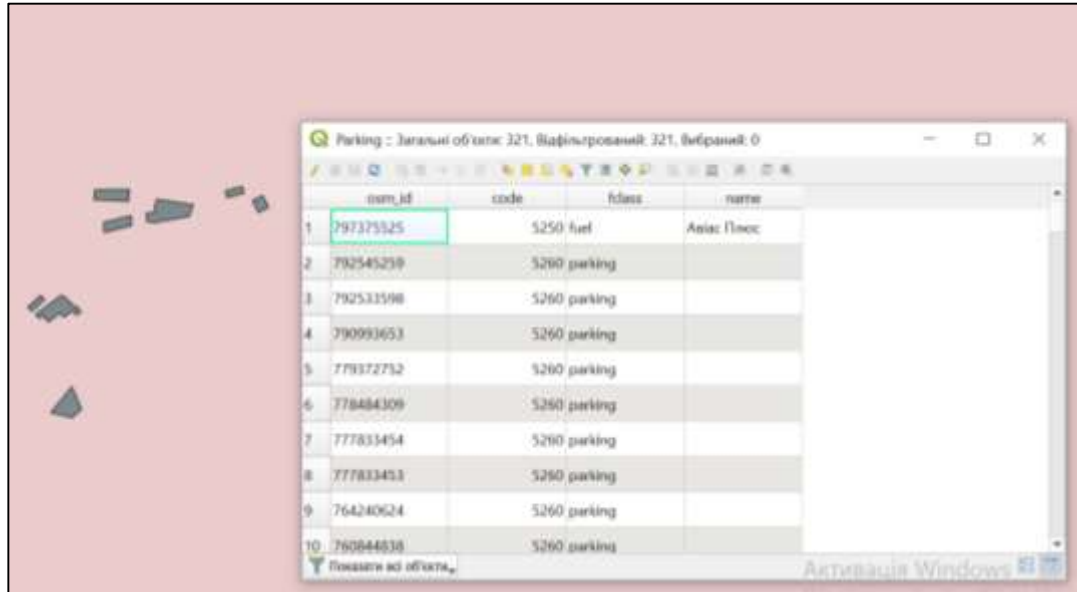 Parking :: Загальні об'єкти: 321, Відфільтрований: 321, Вибраний: 0
osm_id code fclass name
1 797375525 5250 fuel Авіас Плюс
2 792545259 5260 parking
3 792533598 5260 parking
4 790993653 5260 parking
5 779372752 5260 parking
6 778484309 5260 parking
7 777833454 5260 parking
8 777833453 5260 parking
9 764240624 5260 parking
10 760844838 5260 parking
Показати всі об'єкти
Активація Windows